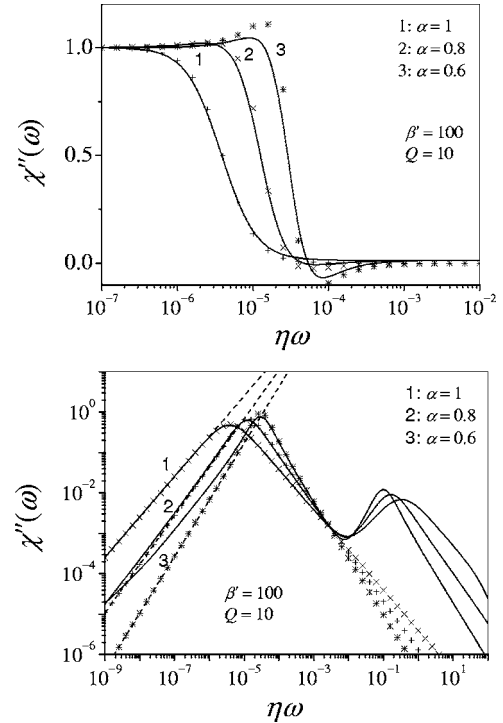 1: α = 1
2: α = 0.8
3: α = 0.6
1.0
1 2 3
β' = 100
Q = 10
0.5
0.0
χ''(ω)
10⁻⁷ 10⁻⁶ 10⁻⁵ 10⁻⁴ 10⁻³ 10⁻²
ηω
1: α = 1
2: α = 0.8
3: α = 0.6
10⁰
1
10⁻²
2
3
10⁻⁴
β' = 100
Q = 10
10⁻⁶
χ''(ω)
10⁻⁹ 10⁻⁷ 10⁻⁵ 10⁻³ 10⁻¹ 10¹
ηω